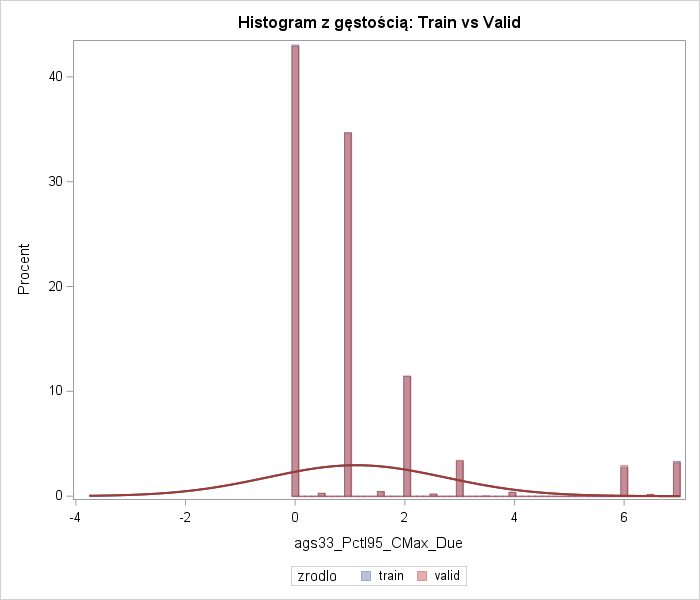 Histogram z gęstością: Train vs Valid
Procent
40
30
20
10
0
-4 -2 0 2 4 6
ags33_Pctl95_CMax_Due
zrodlo train valid